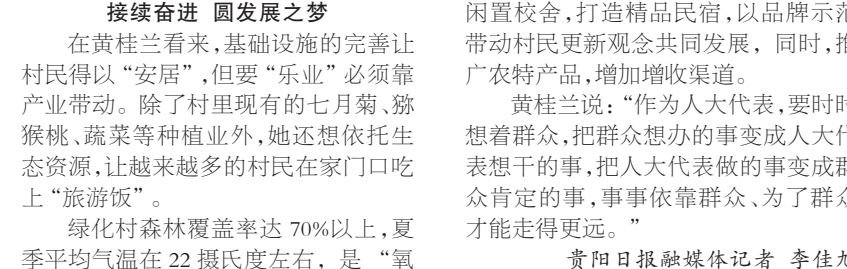 接续奋进 圆发展之梦
在黄桂兰看来,基础设施的完善让
村民得以“安居”,但要“乐业”必须靠
产业带动。除了村里现有的七月菊、猕
猴桃、蔬菜等种植业外,她还想依托生
态资源,让越来越多的村民在家门口吃
上“旅游饭”。
绿化村森林覆盖率达 70%以上,夏
季平均气温在 22 摄氏度左右,是 “氧
闲置校舍,打造精品民宿,以品牌示范
带动村民更新观念共同发展, 同时,推
广农特产品,增加增收渠道。
黄桂兰说:“作为人大代表,要时时
想着群众,把群众想办的事变成人大代
表想干的事,把人大代表做的事变成群
众肯定的事,事事依靠群众、为了群众
才能走得更远。”
贵阳日报融媒体记者 李佳